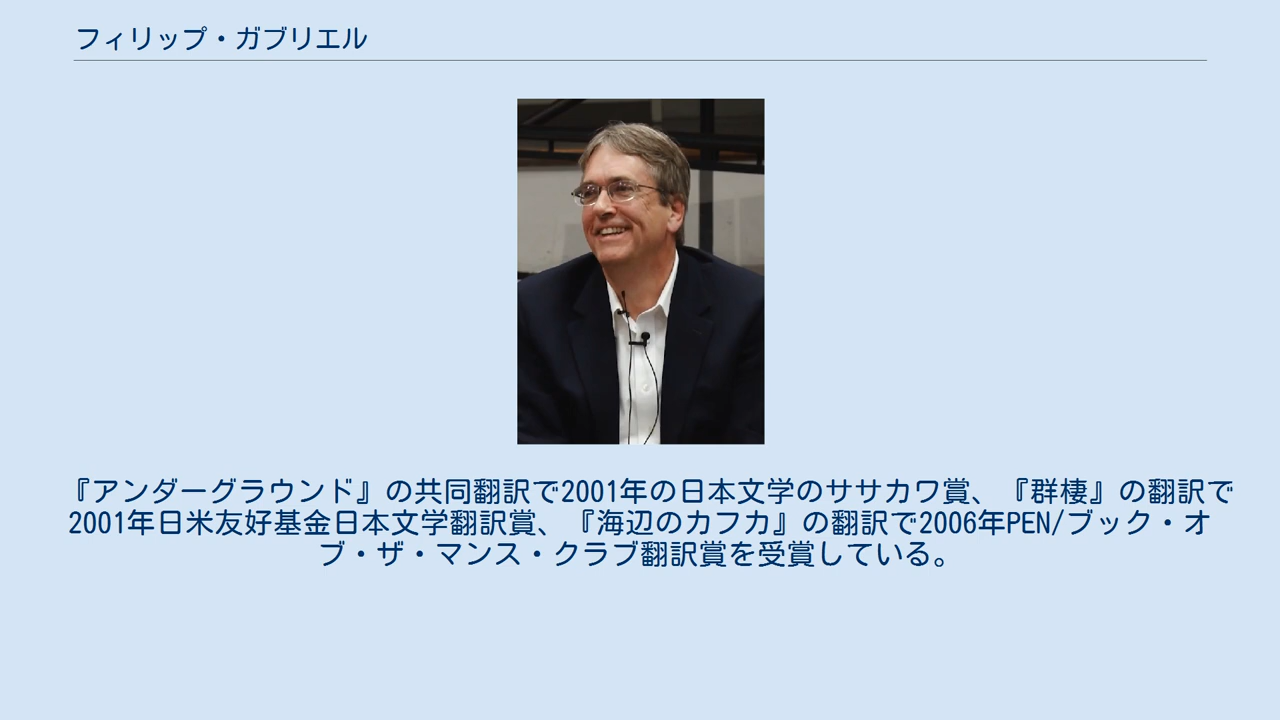 フィリップ・ガブリエル
『アンダーグラウンド』の共同翻訳で2001年の日本文学のササカワ賞、『群棲』の翻訳で
2001年日米友好基金日本文学翻訳賞、『海辺のカフカ』の翻訳で2006年PEN/ブック・オ
ブ・ザ・マンス・クラブ翻訳賞を受賞している。